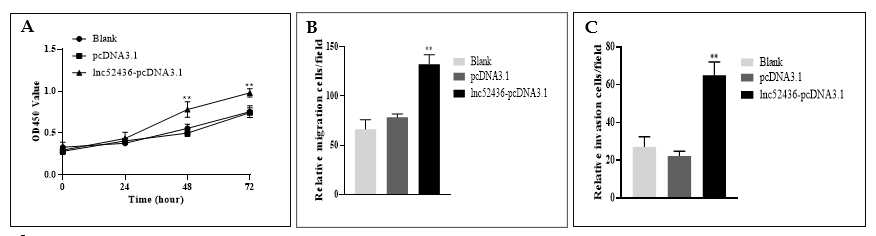 A
Blank
pcDNA3.1
lnc52436-pcDNA3.1
OD450 Value
1.5
1.0
0.5
0.0
**
**
0 24 48 72
Time (hour)
B
Relative migration cells/field
150
100
50
0
**
Blank
pcDNA3.1
lnc52436-pcDNA3.1
C
Relative invasion cells/field
80
60
40
20
0
**
Blank
pcDNA3.1
lnc52436-pcDNA3.1